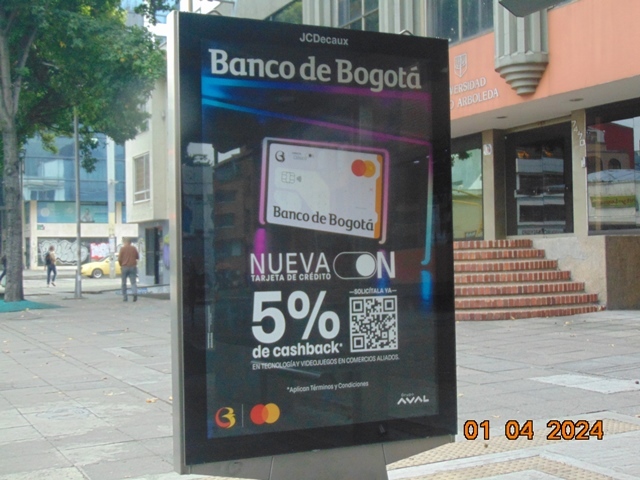 JCDecaux
Banco de Bogotá
VERSIDAD
ARBOLEDA
Banco de Bogotá
NUEVA ON
TARJETA DE CRÉDITO
SOLICÍTALA YA
5%
de cashback*
EN TECNOLOGÍA Y VIDEOJUEGOS EN COMERCIOS ALIADOS.
*Aplican Términos y Condiciones
AVAL
01 04 2024